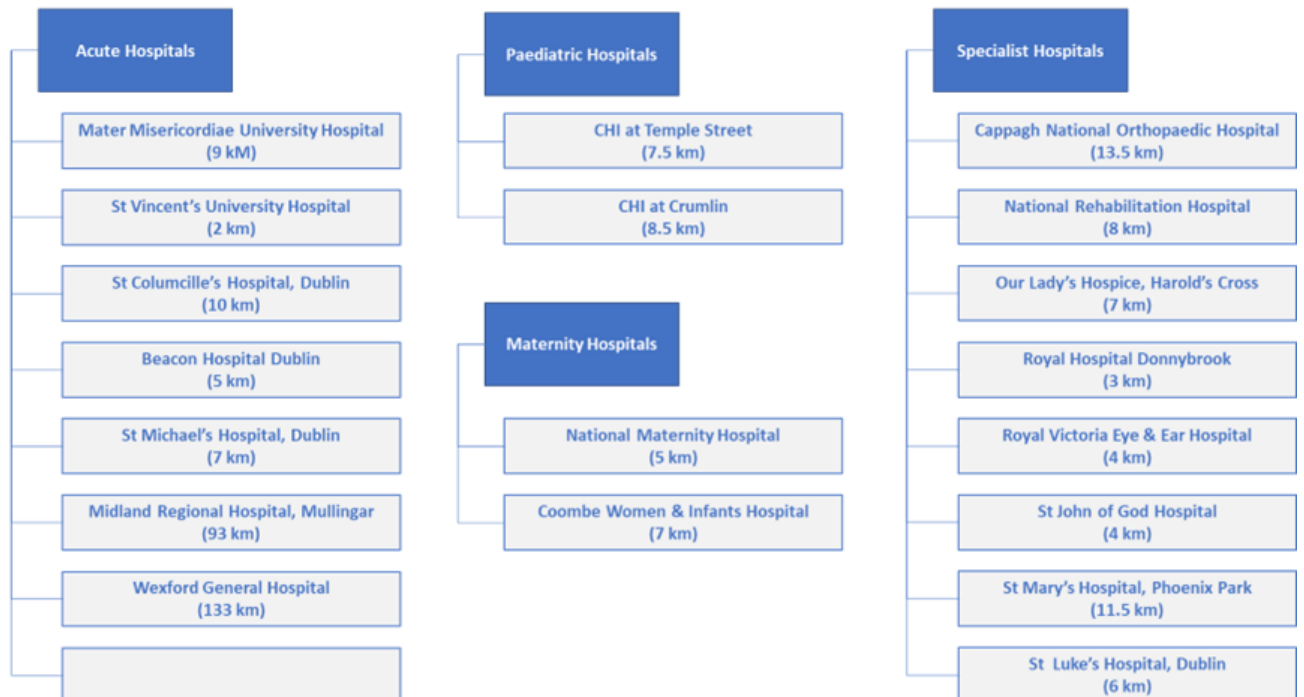 Acute Hospitals
Mater Misericordiae University Hospital
(9 kM)
St Vincent's University Hospital
(2 km)
St Columcille's Hospital, Dublin
(10 km)
Beacon Hospital Dublin
(5 km)
St Michael's Hospital, Dublin
(7 km)
Midland Regional Hospital, Mullingar
(93 km)
Wexford General Hospital
(133 km)
Paediatric Hospitals
CHI at Temple Street
(7.5 km)
CHI at Crumlin
(8.5 km)
Maternity Hospitals
National Maternity Hospital
(5 km)
Coombe Women & Infants Hospital
(7 km)
Specialist Hospitals
Cappagh National Orthopaedic Hospital
(13.5 km)
National Rehabilitation Hospital
(8 km)
Our Lady's Hospice, Harold's Cross
(7 km)
Royal Hospital Donnybrook
(3 km)
Royal Victoria Eye & Ear Hospital
(4 km)
St John of God Hospital
(4 km)
St Mary's Hospital, Phoenix Park
(11.5 km)
St Luke's Hospital, Dublin
(6 km)